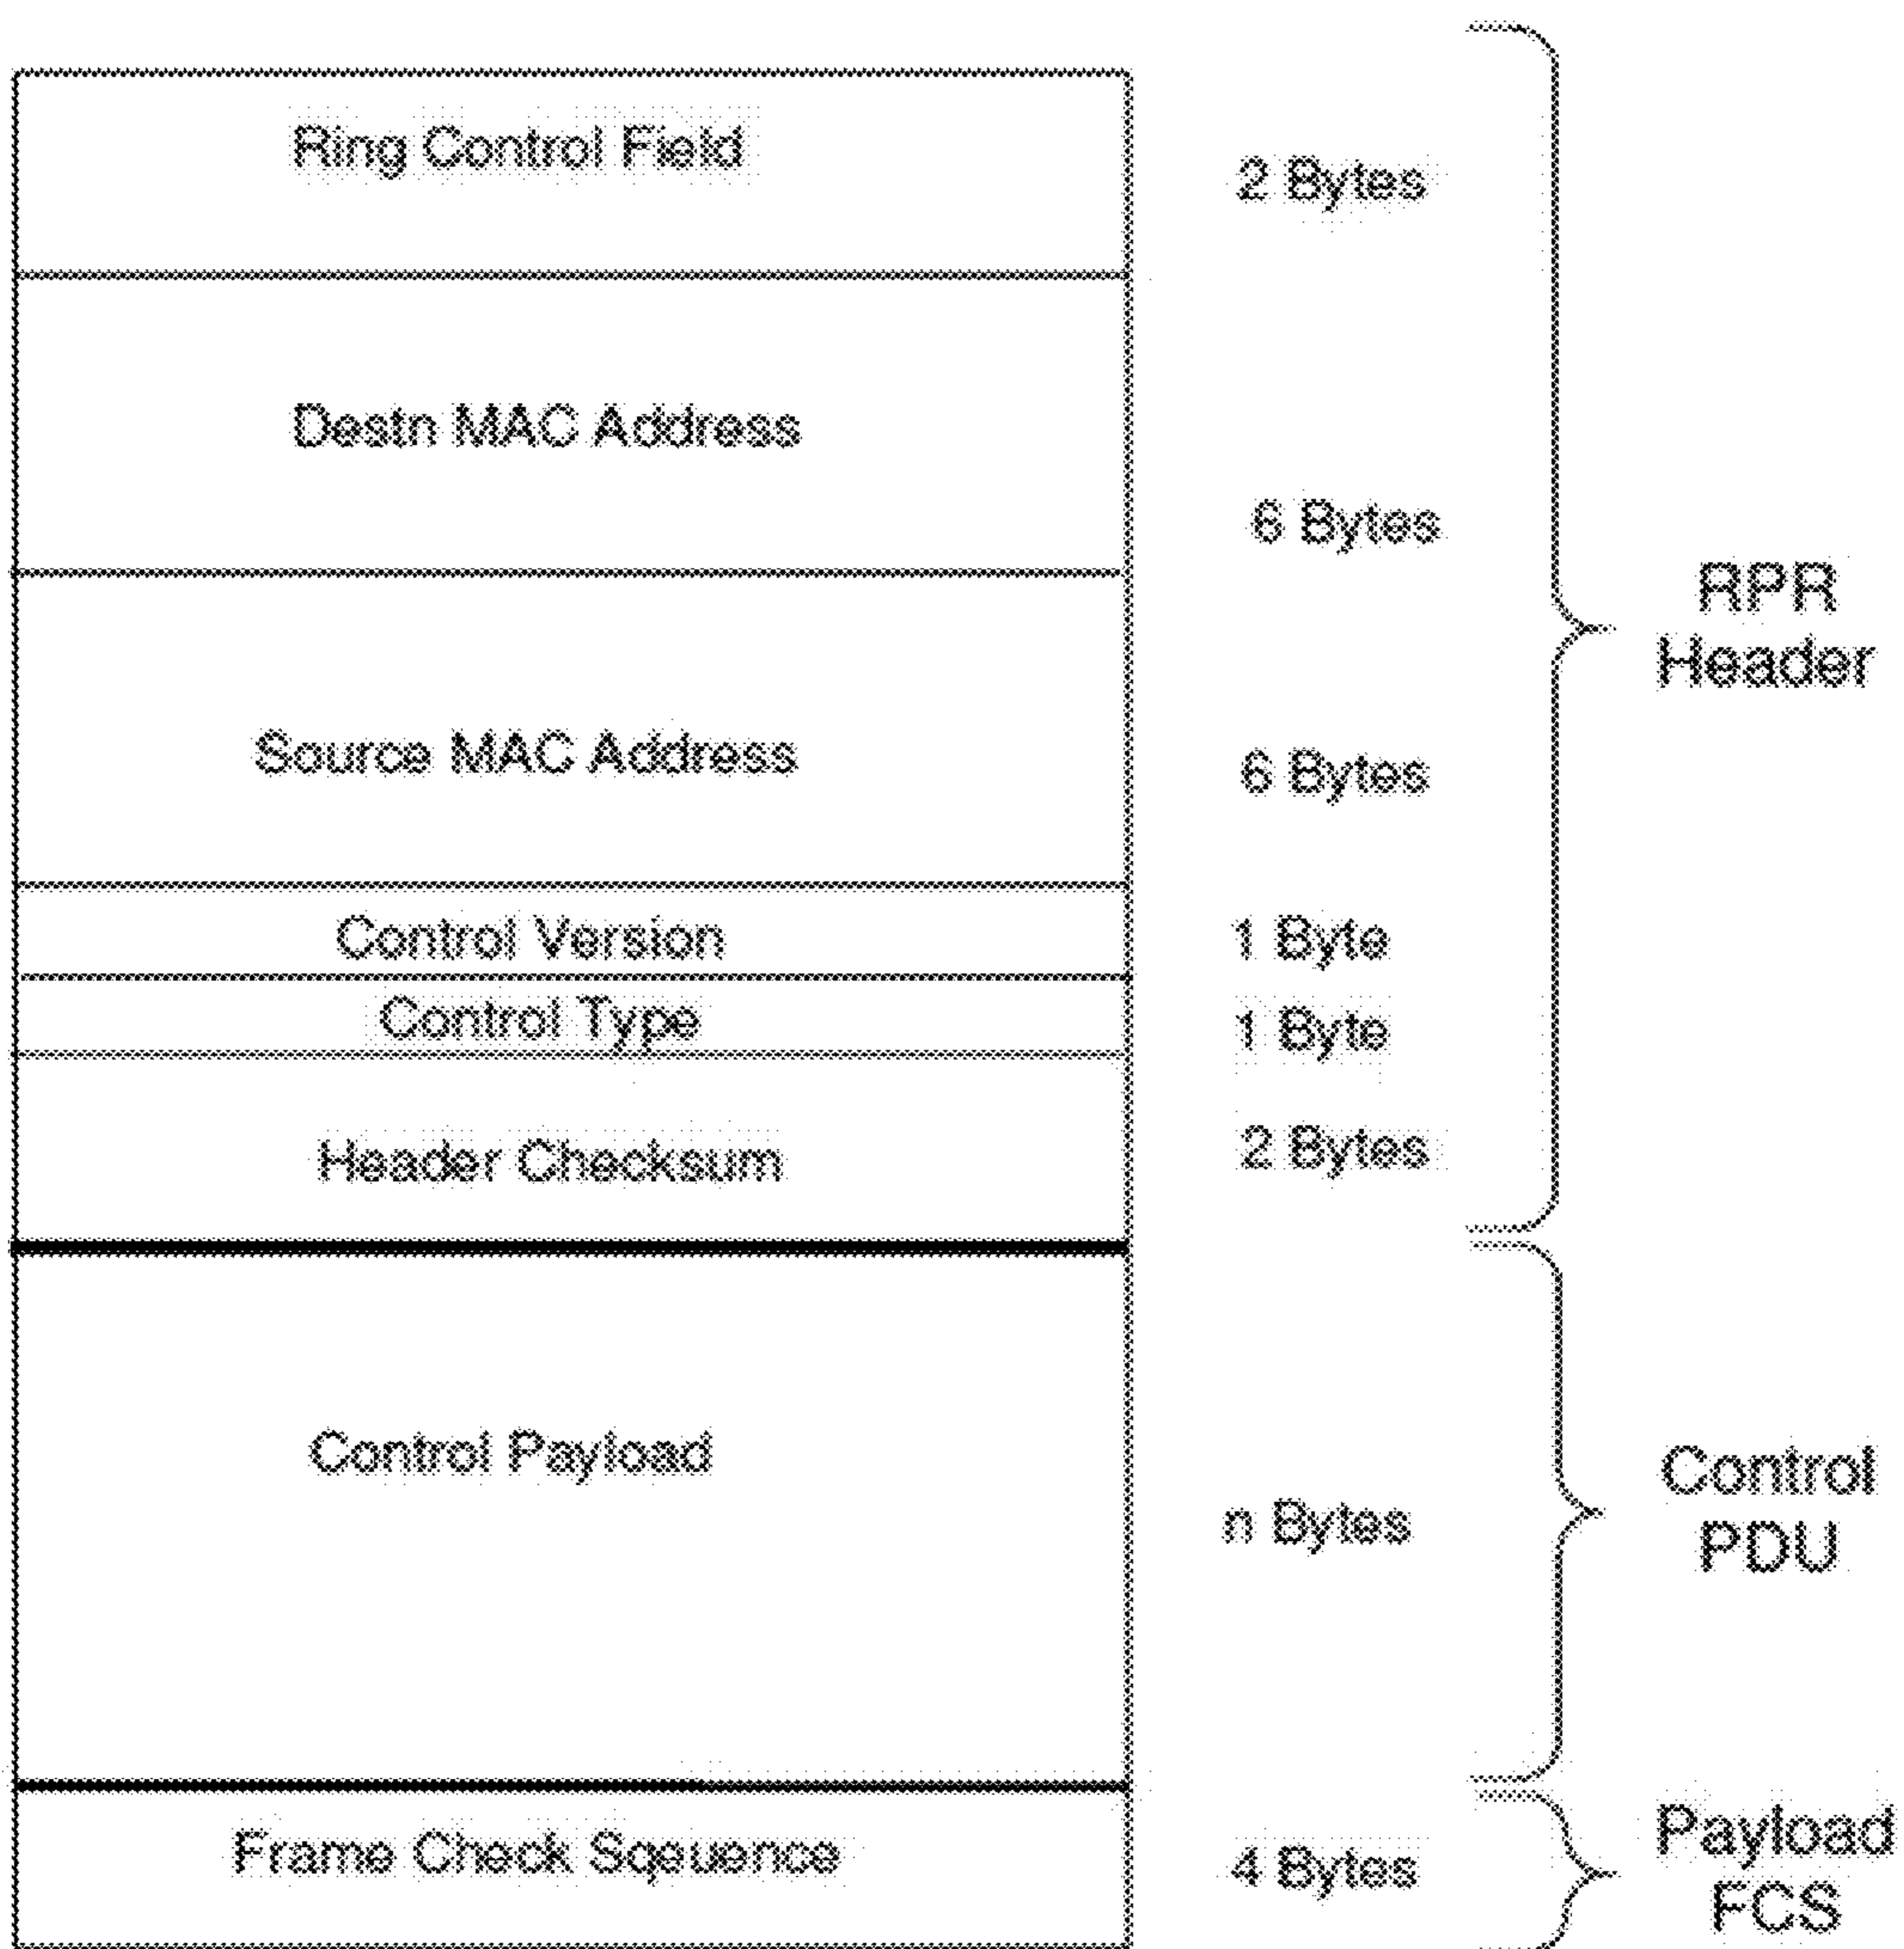 Ring Control Field
2 Bytes
Destn MAC Address
6 Bytes
RPR
Header
Source MAC Address
6 Bytes
Control Version
1 Byte
Control Type
1 Byte
Header Checksum
2 Bytes
Control Payload
n Bytes
Control
PDU
Frame Check Sqeuence
4 Bytes
Payload
FCS